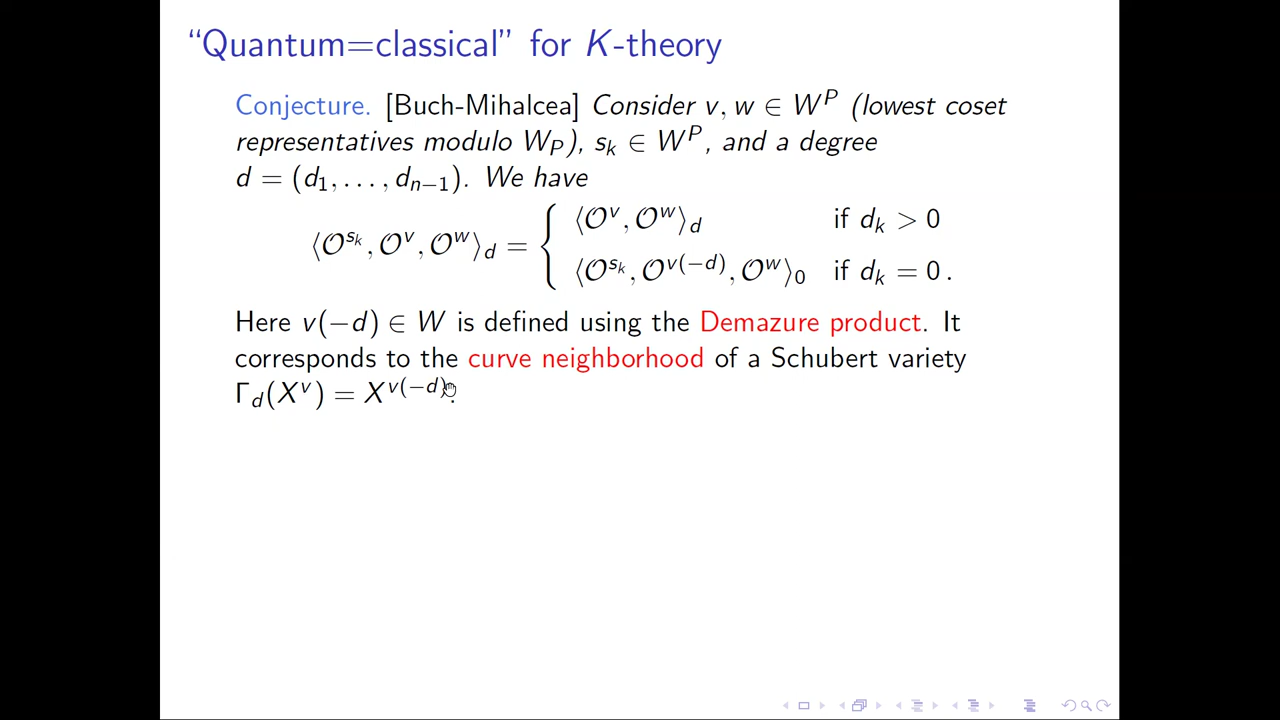 “Quantum=classical” for K-theory
Conjecture. [Buch-Mihalcea] Consider v, w ∈ W^P (lowest coset
representatives modulo W_P), s_k ∈ W^P, and a degree
d = (d_1, . . . , d_{n−1}). We have
⟨O^{s_k}, O^v, O^w⟩_d = { ⟨O^v, O^w⟩_d if d_k > 0
⟨O^{s_k}, O^{v(−d)}, O^w⟩_0 if d_k = 0 .
Here v(−d) ∈ W is defined using the Demazure product. It
corresponds to the curve neighborhood of a Schubert variety
Γ_d(X^v) = X^{v(−d)}.